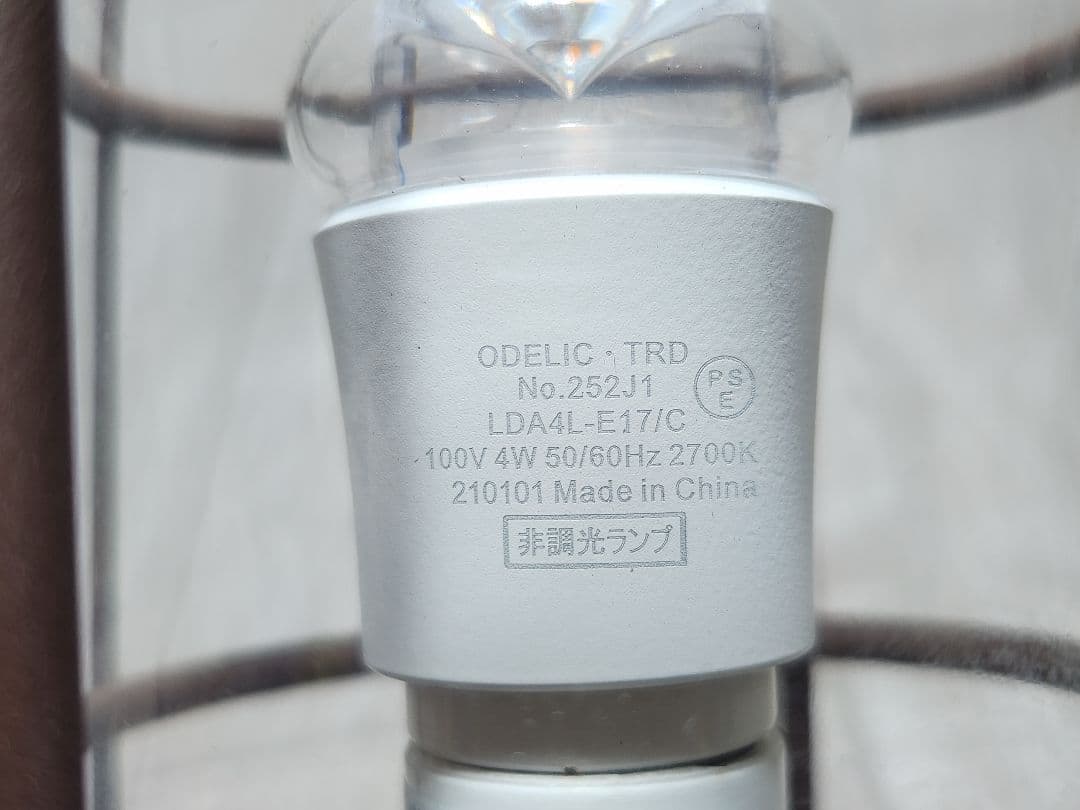 ODELIC・TRD
No.252J1
PS
E
LDA4L-E17/C
100V 4W 50/60Hz 2700K
210101 Made in China
非調光ランプ